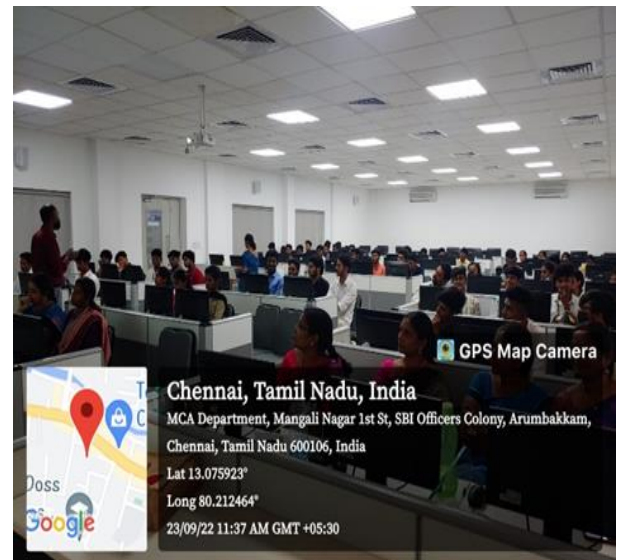 GPS Map Camera
Chennai, Tamil Nadu, India
MCA Department, Mangali Nagar 1st St, SBI Officers Colony, Arumbakkam,
Chennai, Tamil Nadu 600106, India
Lat 13.075923°
Long 80.212464°
23/09/22 11:37 AM GMT +05:30
Doss
Google